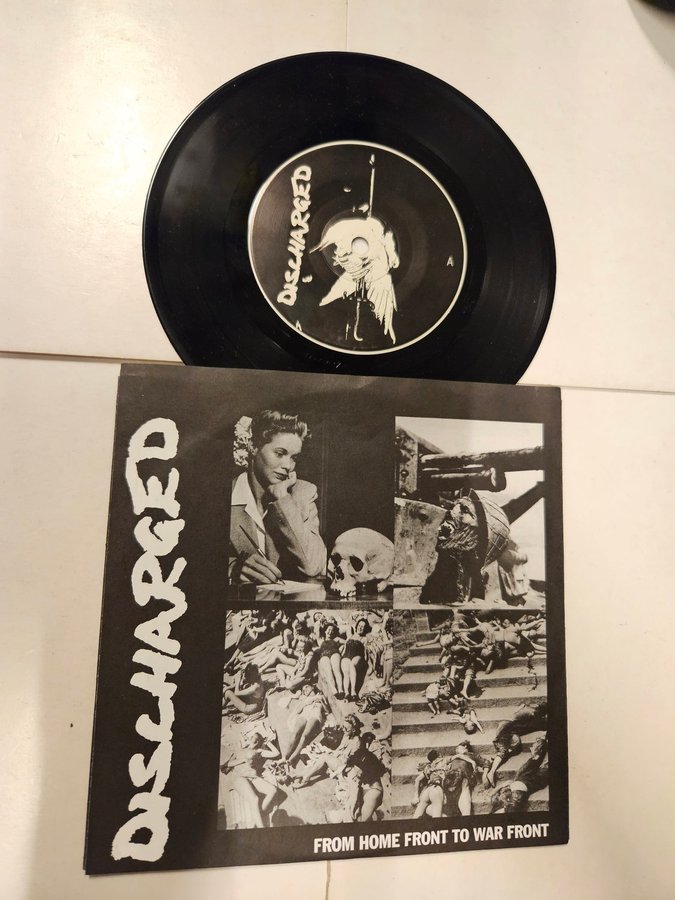 DISCHARGED
A
A
DISCHARGED
FROM HOME FRONT TO WAR FRONT